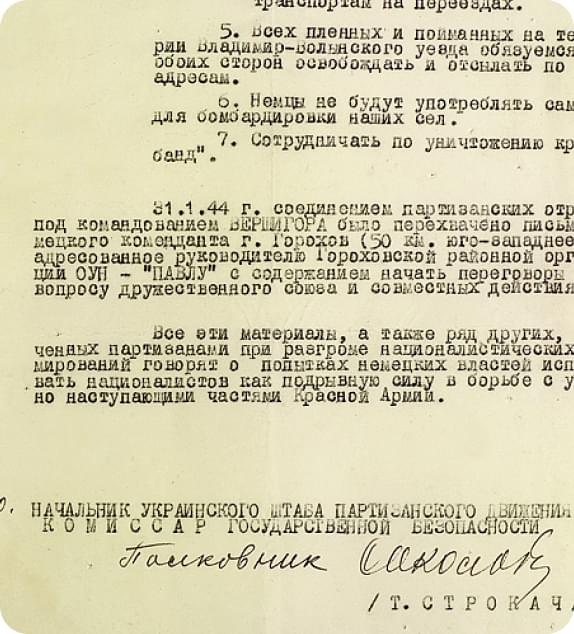 транспортам на переездах.
5. Всех пленных и пойманных на те
рии Владимир-Волынского уезда обязуемся
обоих сторон освобождать и отсылать по
адресам.
6. Немцы не будут употреблять сам
для бомбардировки наших сел.
7. Сотрудничать по уничтожению кр
банд".
31.1.44 г. соединением партизанских отр
под командованием ВЕРШИГОРА было перехвачено письм
мецкого коменданта г. Горохов (50 км. юго-западнее
адресованное руководителю Гороховской районной орг
ции ОУН - "ПАВЛУ" с содержанием начать переговоры
вопросу дружественного союза и совместных действия
Все эти материалы, а также ряд других,
ченных партизанами при разгроме националистических
мирований говорят о попытках немецких властей исп
вать националистов как подрывную силу в борьбе с у
но наступающими частями Красной Армии.
НАЧАЛЬНИК УКРАИНСКОГО ШТАБА ПАРТИЗАНСКОГО ДВИЖЕНИЯ
КОМИССАР ГОСУДАРСТВЕННОЙ БЕЗОПАСНОСТИ
Полковник Соколов
/Т. СТРОКАЧ